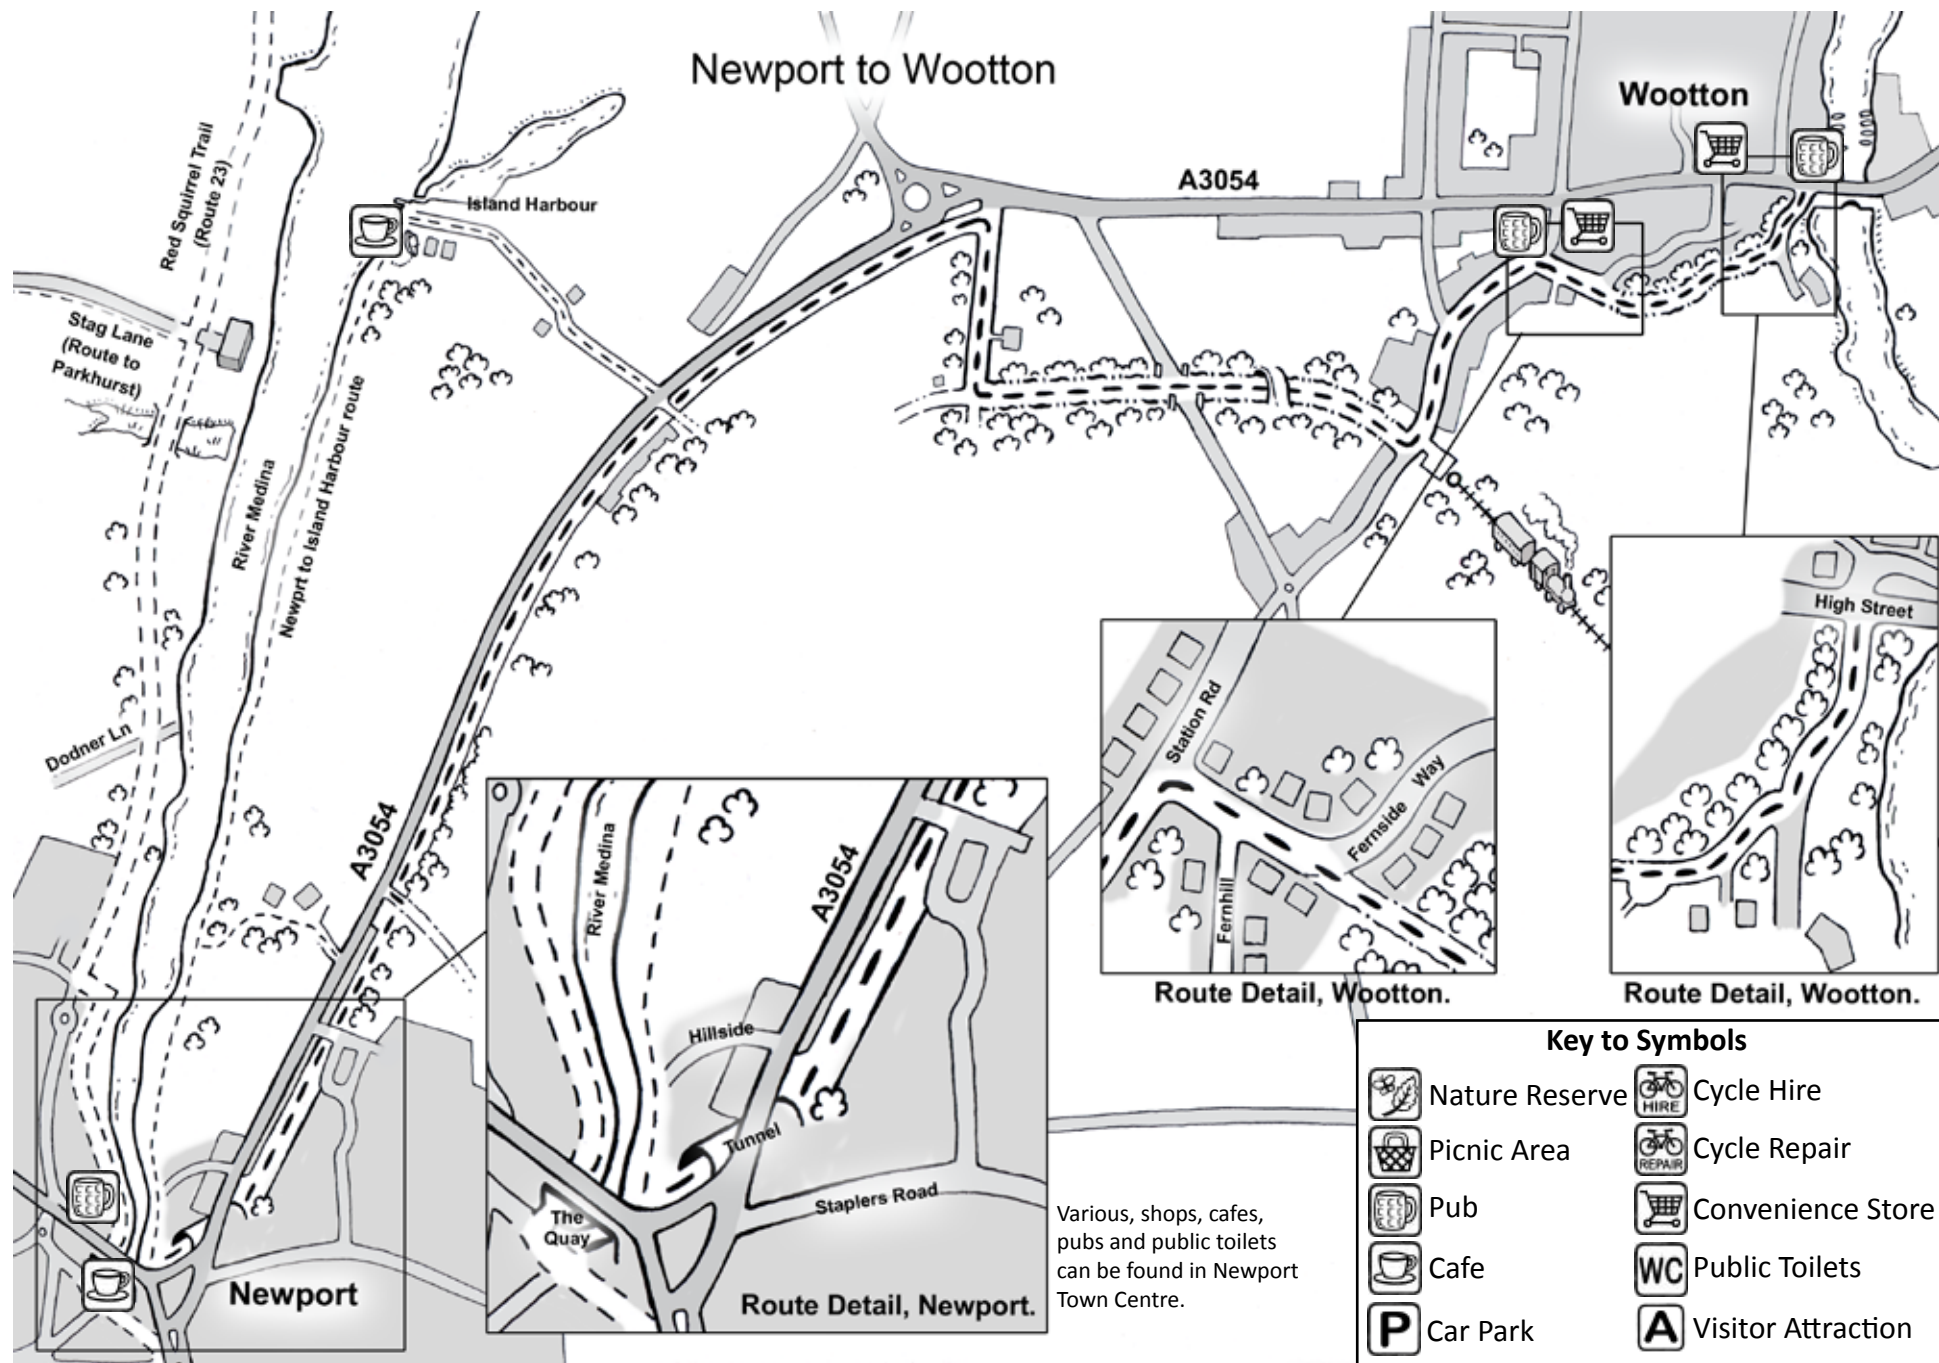 Newport to Wootton
Wootton
Red Squirrel Trail
(Route 23)
Island Harbour
A3054
Stag Lane
(Route to
Parkhurst)
River Medina
Newprt to Island Harbour route
Dodner Ln
A3054
Newport
River Medina
A3054
Hillside
Tunnel
The
Quay
Staplers Road
Route Detail, Newport.
Station Rd
Fernside Way
Fernhill
Route Detail, Wootton.
High Street
Route Detail, Wootton.
Various, shops, cafes,
pubs and public toilets
can be found in Newport
Town Centre.
Key to Symbols
Nature Reserve
HIRE Cycle Hire
Picnic Area
REPAIR Cycle Repair
Pub
Convenience Store
Cafe
WC Public Toilets
P Car Park
A Visitor Attraction